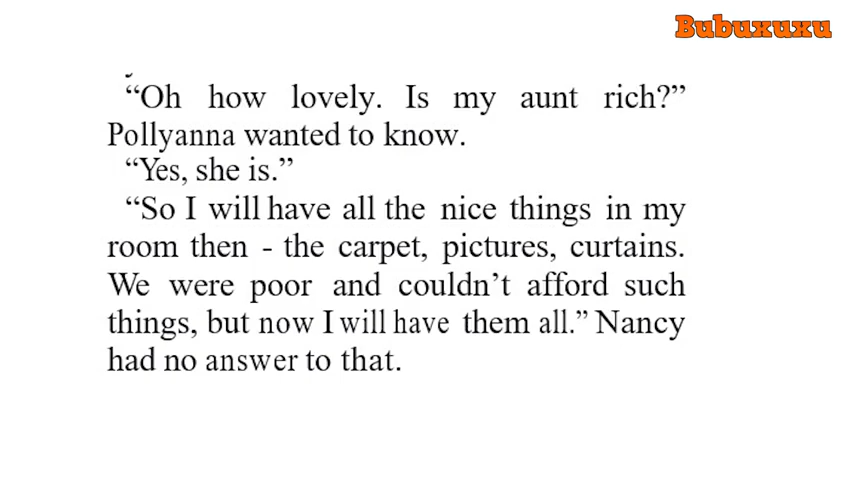 Bubuxuxu
“Oh how lovely. Is my aunt rich?”
Pollyanna wanted to know.
“Yes, she is.”
“So I will have all the nice things in my
room then - the carpet, pictures, curtains.
We were poor and couldn’t afford such
things, but now I will have them all.” Nancy
had no answer to that.